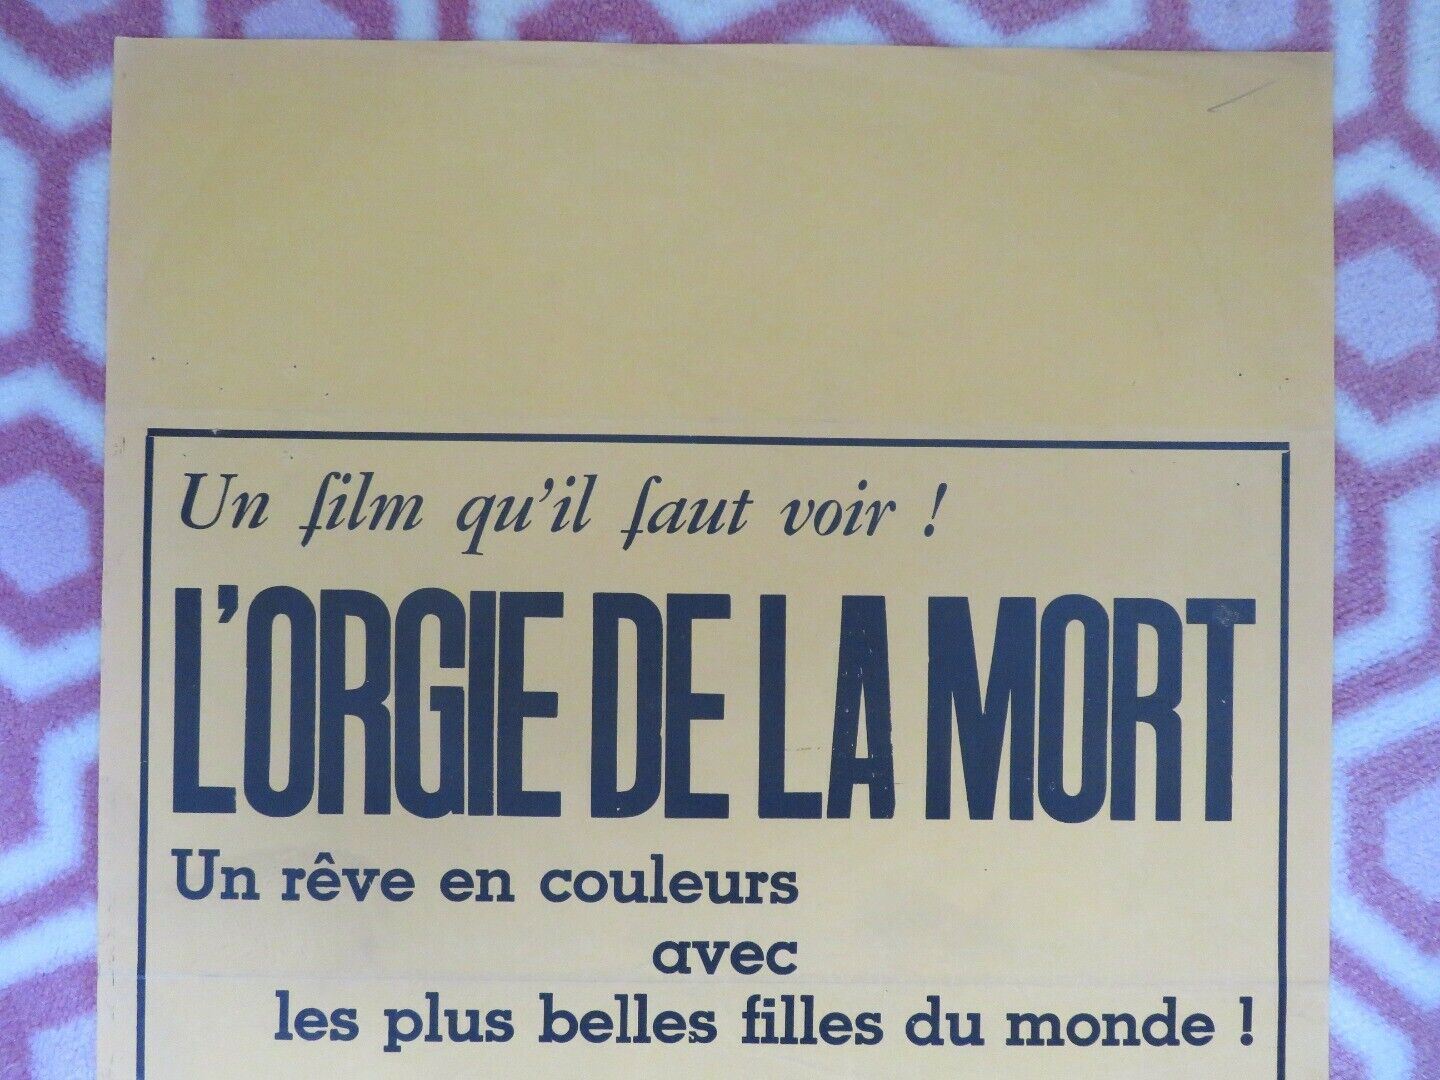 Un film qu'il faut voir !
L'ORGIE DE LA MORT
Un rêve en couleurs
avec
les plus belles filles du monde !